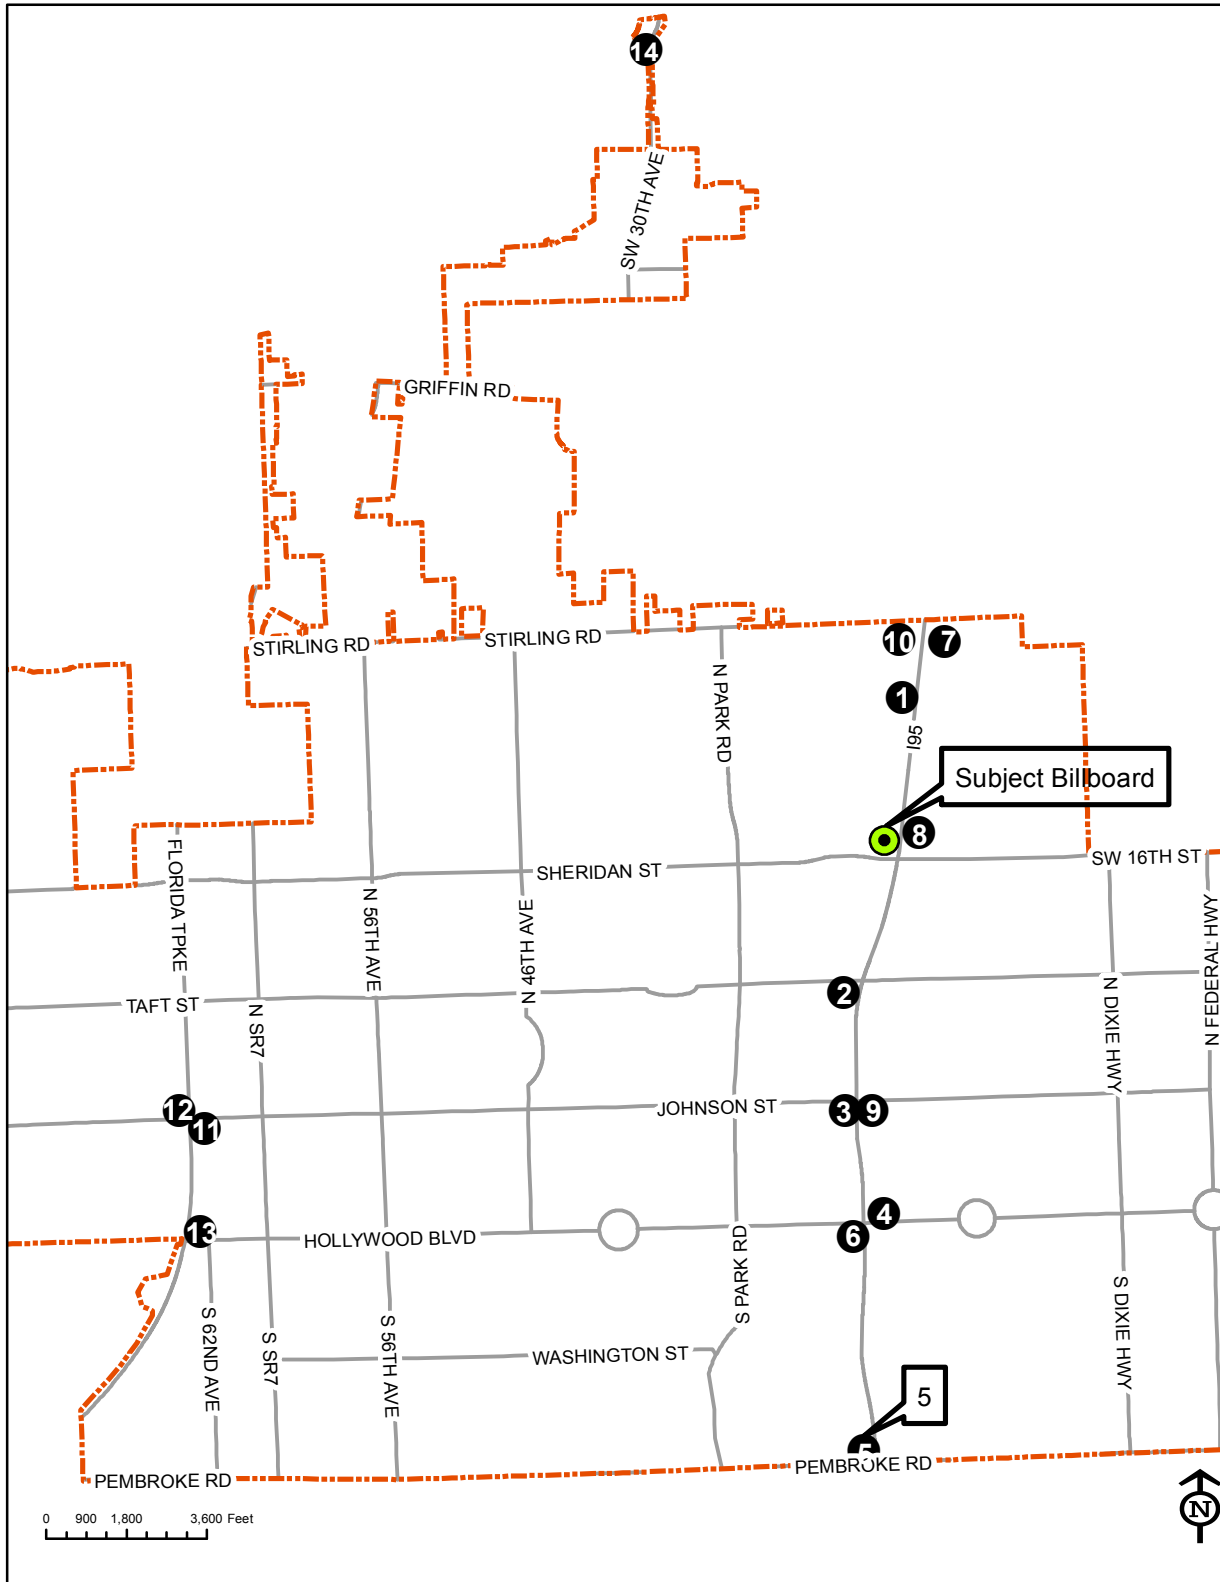 14
SW 30TH AVE
GRIFFIN RD
STIRLING RD
STIRLING RD
10
7
N PARK RD
1
I95
Subject Billboard
8
SW 16TH ST
SHERIDAN ST
FLORIDA TPKE
N 56TH AVE
N 46TH AVE
N FEDERAL HWY
TAFT ST
N SR7
2
N DIXIE HWY
12
11
JOHNSON ST
3
9
4
13
HOLLYWOOD BLVD
6
S PARK RD
S 62ND AVE
S SR7
S 56TH AVE
WASHINGTON ST
S DIXIE HWY
5
5
PEMBROKE RD
PEMBROKE RD
N
0 900 1,800 3,600 Feet